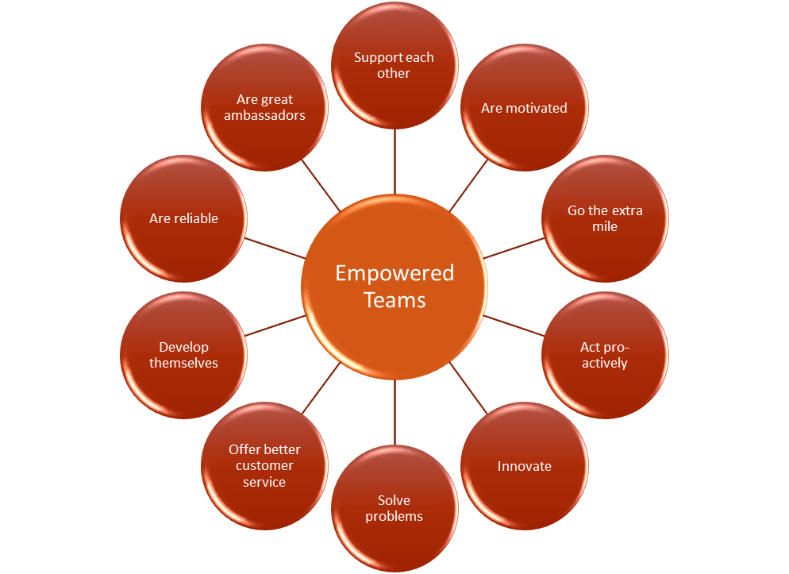 Support each
other
Are motivated
Go the extra
mile
Act pro-
actively
Innovate
Solve
problems
Offer better
customer
service
Develop
themselves
Are reliable
Are great
ambassadors
Empowered
Teams